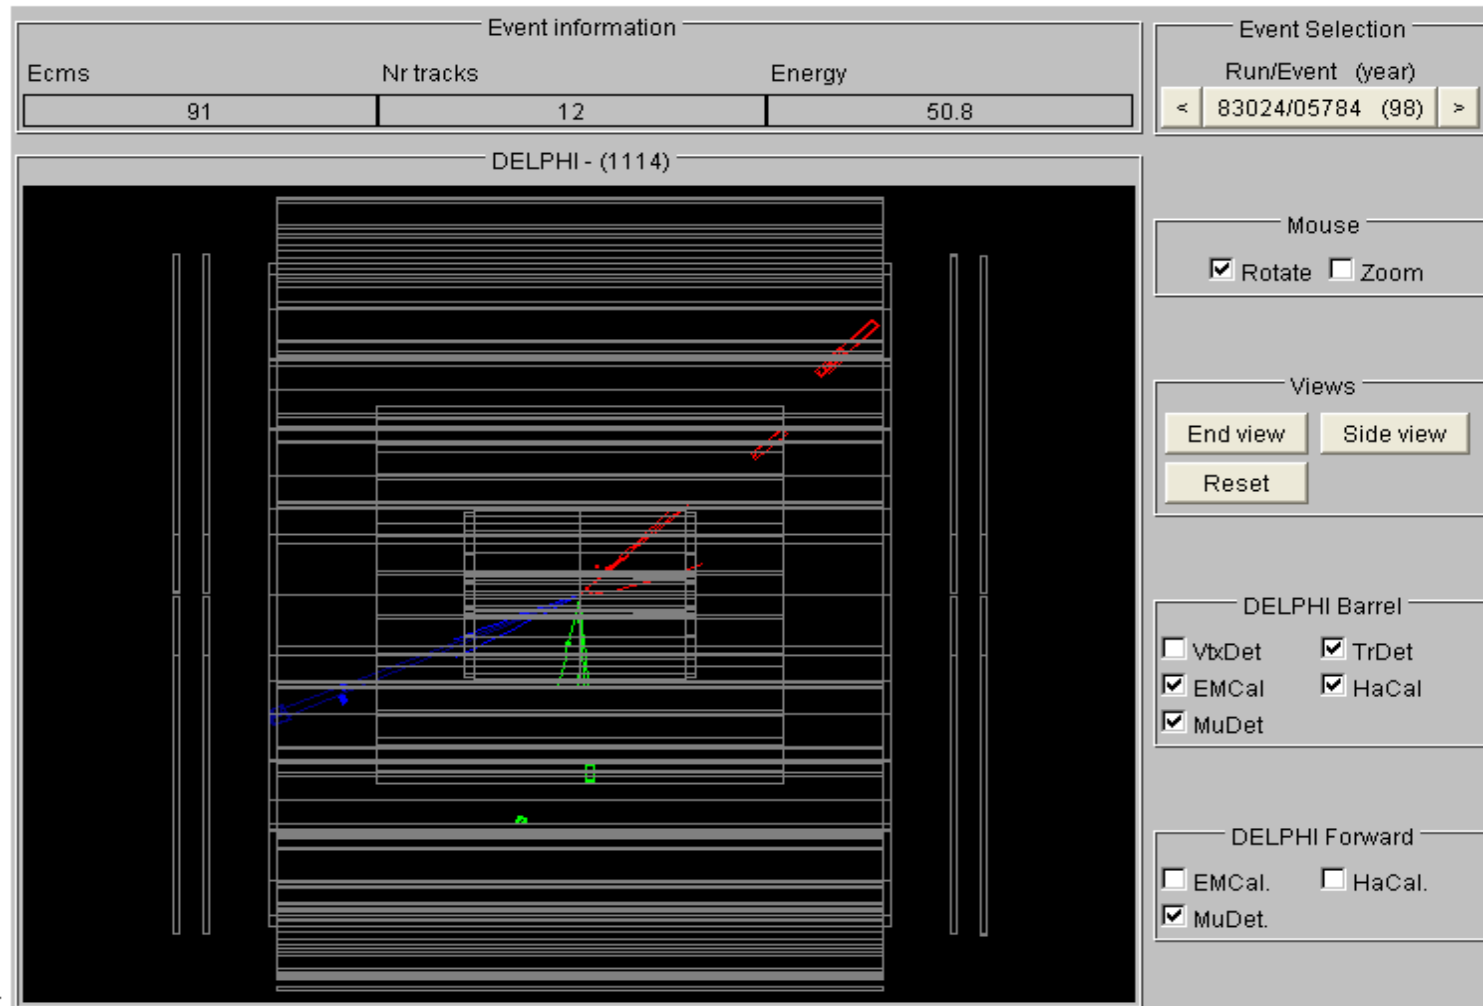 Event information
Ecms Nr tracks Energy
91 12 50.8
DELPHI - (1114)
Event Selection
Run/Event (year)
< 83024/05784 (98) >
Mouse
Rotate Zoom
Views
End view Side view
Reset
DELPHI Barrel
VtxDet TrDet
EMCal HaCal
MuDet
DELPHI Forward
EMCal. HaCal.
MuDet.